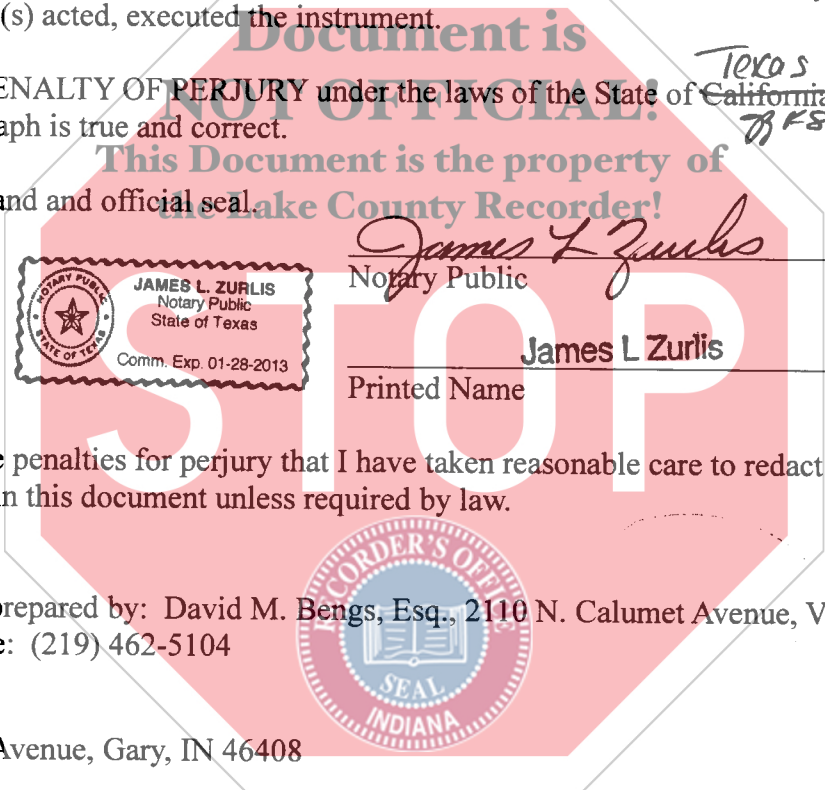 (s) acted, executed the instrument.
Document is
Texas
ENALTY OF PERJURY under the laws of the State of California
NOT OFFICIAL!
aph is true and correct.
This Document is the property of
and and official seal.
the Lake County Recorder!
James L Zurlis
Notary Public
NOTARY PUBLIC
STATE OF TEXAS
JAMES L. ZURLIS
Notary Public
State of Texas
Comm. Exp. 01-28-2013
STOP
James L Zurlis
Printed Name
e penalties for perjury that I have taken reasonable care to redact
n this document unless required by law.
RECORDER'S OFFICE
prepared by: David M. Bengs, Esq., 2110 N. Calumet Avenue, V
e: (219) 462-5104
SEAL
INDIANA
Avenue, Gary, IN 46408